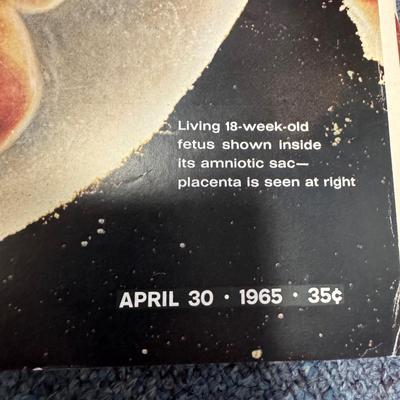 Living 18-week-old
fetus shown inside
its amniotic sac—
placenta is seen at right
APRIL 30 · 1965 · 35¢